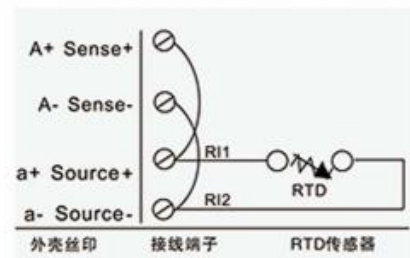 A+ Sense+
A- Sense-
a+ Source+
RI1
RTD
a- Source-
RI2
外壳丝印 接线端子 RTD传感器